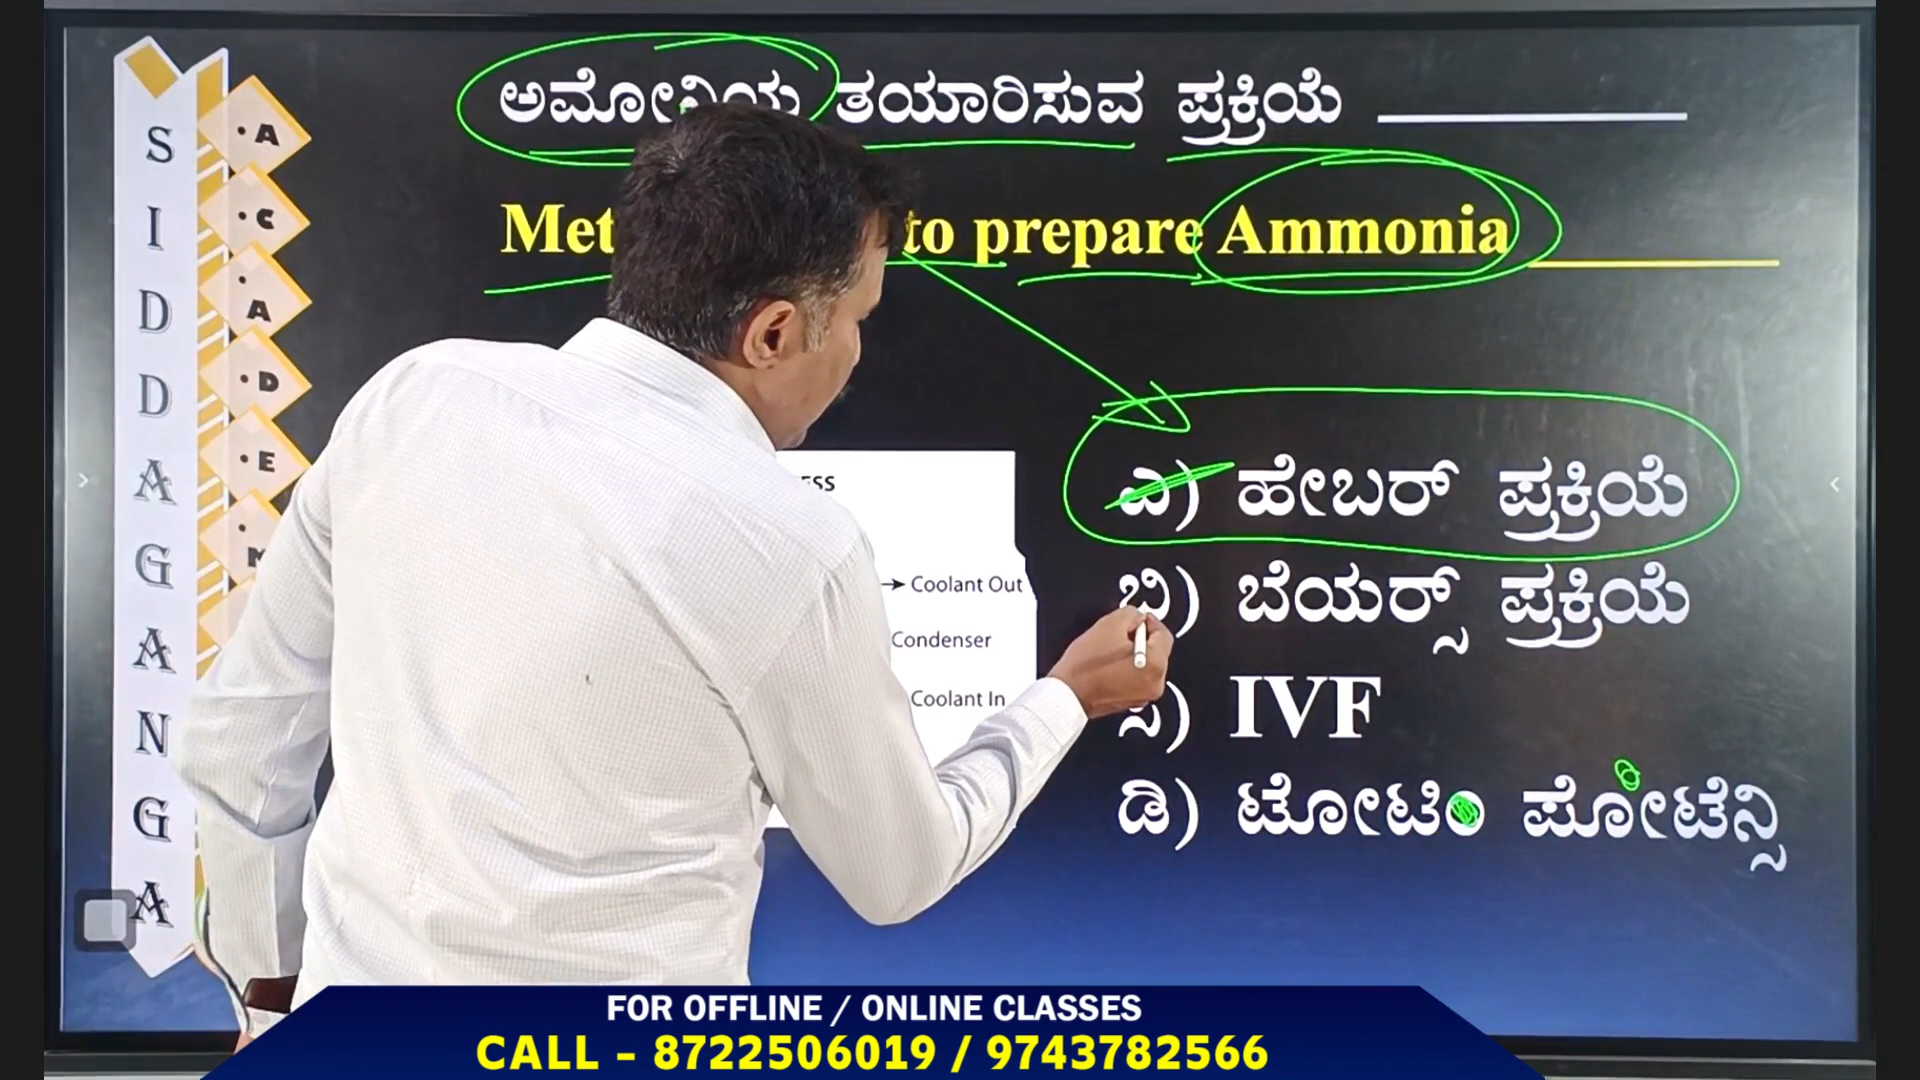 ತಯಾರಿಸುವ ಪ್ರಕ್ರಿಯೆ
to prepare Ammonia
ಎ) ಹೇಬರ್ ಪ್ರಕ್ರಿಯೆ
ಬಿ) ಬೆಯರ್ಸ್ ಪ್ರಕ್ರಿಯೆ
ಸಿ) IVF
ಡಿ) ಟೋಟಿಂ ಪೋಟೆನ್ಸಿ
Coolant Out
Condenser
Coolant In
SIDDAGANGA
A
C
A
D
E
FOR OFFLINE / ONLINE CLASSES
CALL - 8722506019 / 9743782566